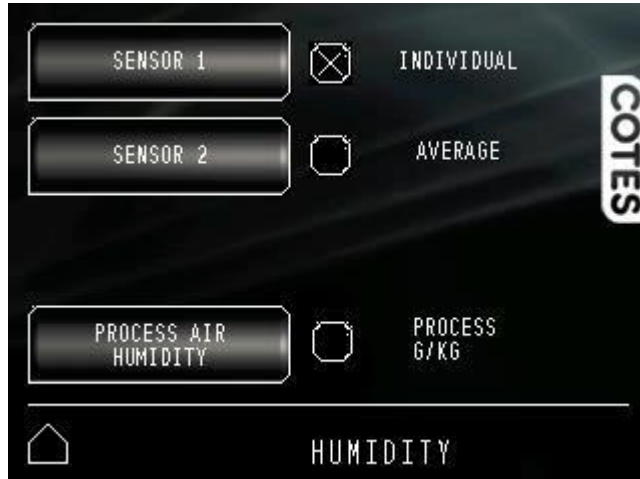 SENSOR 1
INDIVIDUAL
SENSOR 2
AVERAGE
COTES
PROCESS AIR
HUMIDITY
PROCESS
G/KG
HUMIDITY